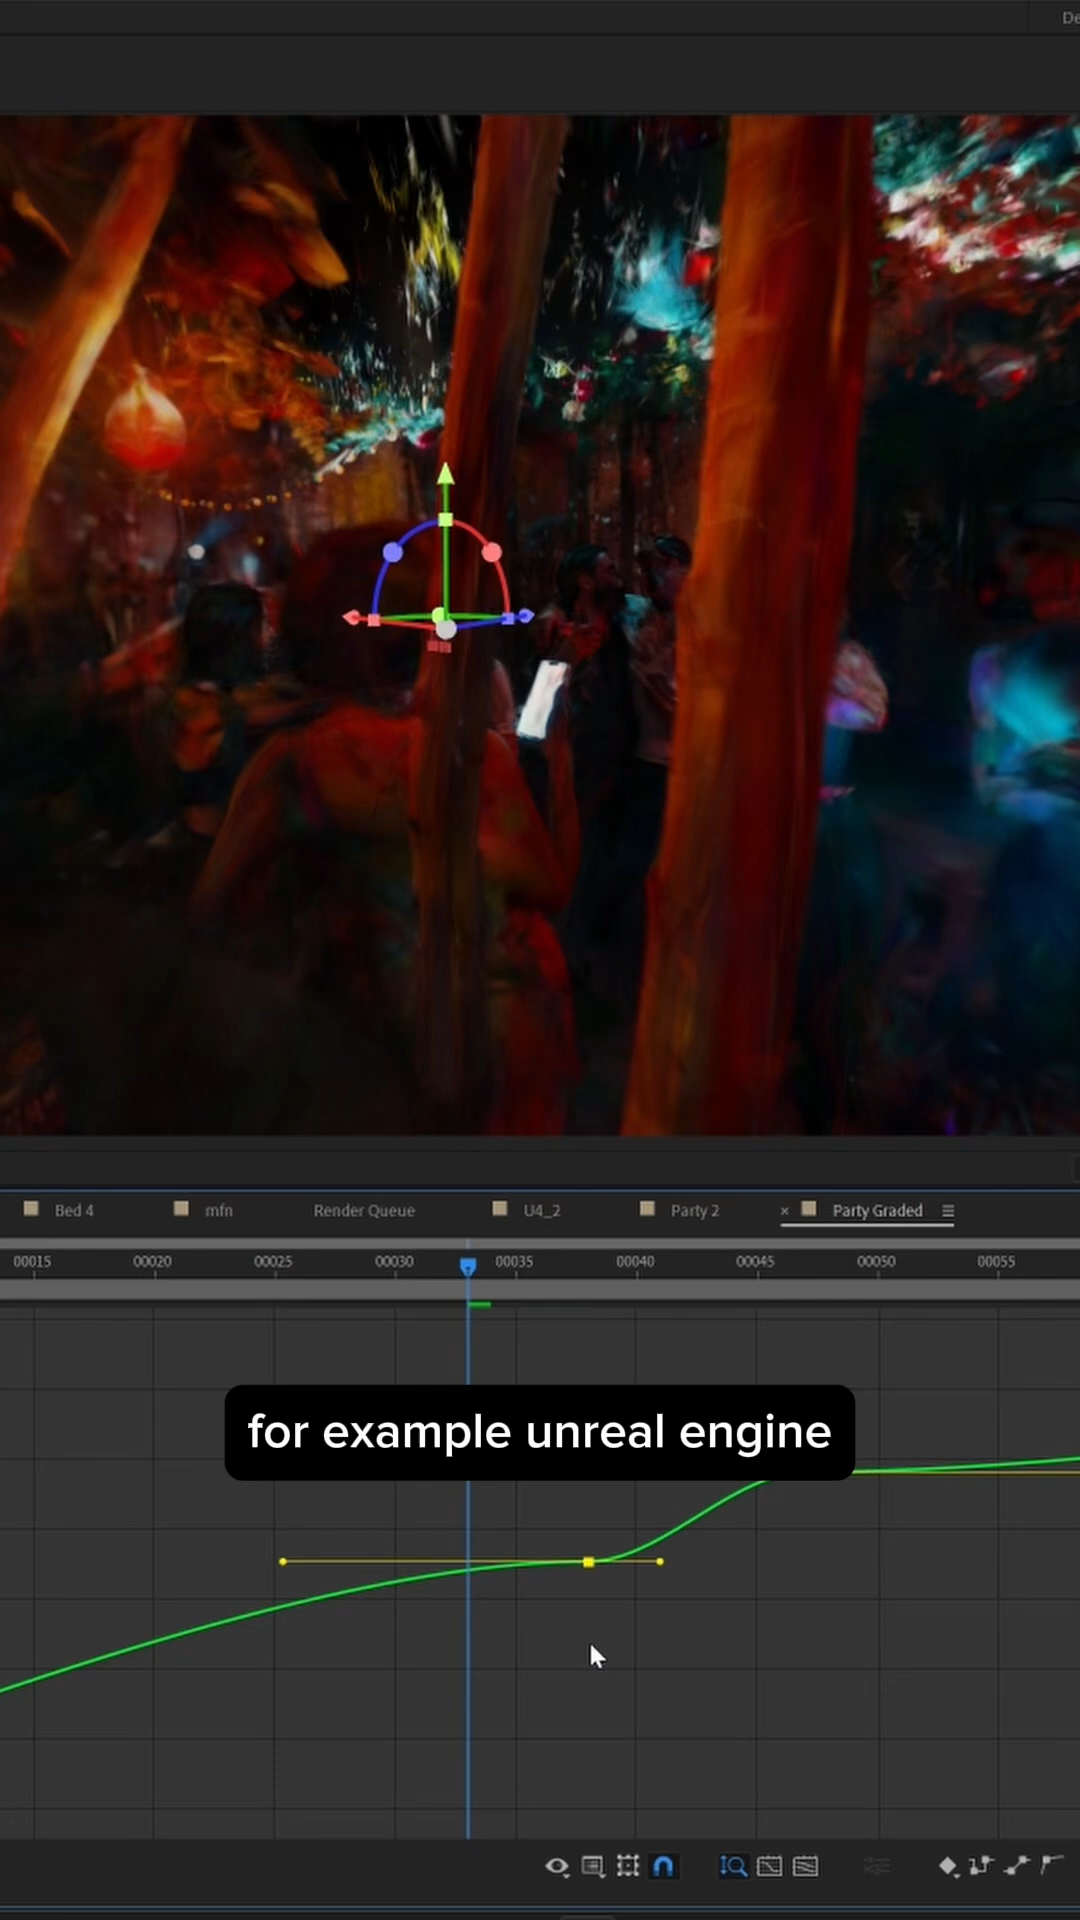 De
Bed 4
mfn
Render Queue
U4_2
Party 2
× Party Graded
00015
00020
00025
00030
00035
00040
00045
00050
00055
for example unreal engine